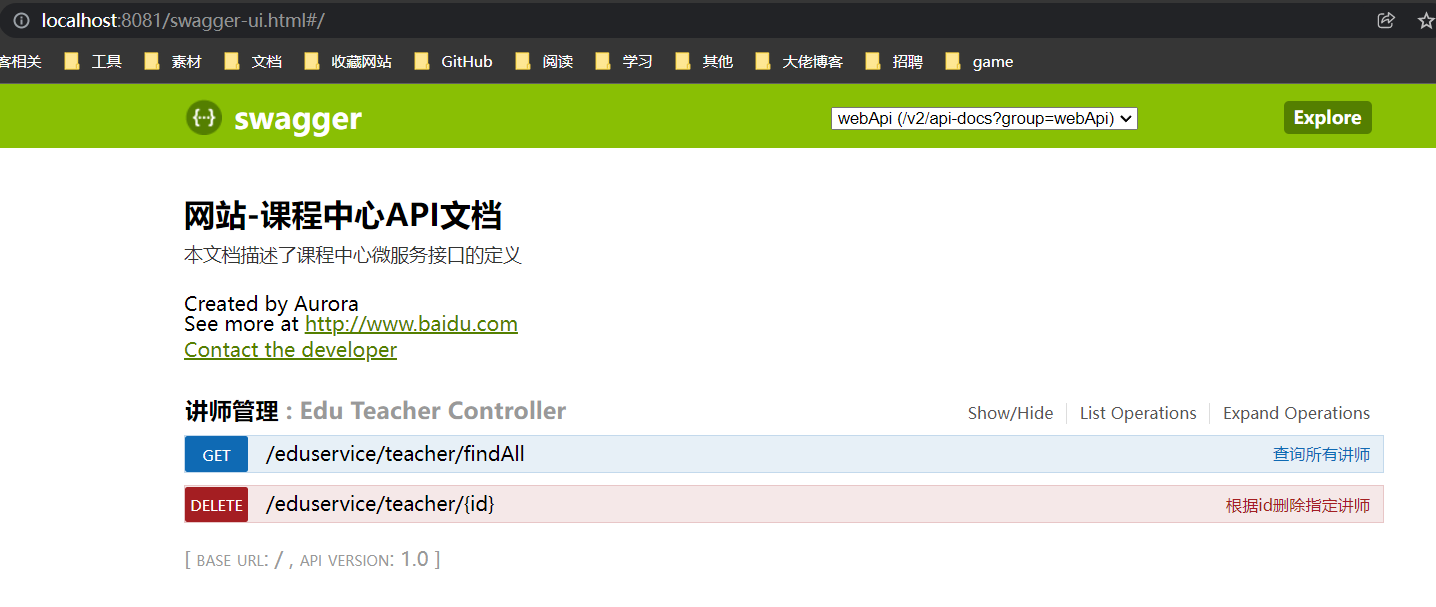 localhost:8081/swagger-ui.html#/
客相关 工具 素材 文档 收藏网站 GitHub 阅读 学习 其他 大佬博客 招聘 game
{··} swagger webApi (/v2/api-docs?group=webApi) Explore
网站-课程中心API文档
本文档描述了课程中心微服务接口的定义
Created by Aurora
See more at http://www.baidu.com
Contact the developer
讲师管理 : Edu Teacher Controller Show/Hide List Operations Expand Operations
GET /eduservice/teacher/findAll 查询所有讲师
DELETE /eduservice/teacher/{id} 根据id删除指定讲师
[ BASE URL: / , API VERSION: 1.0 ]